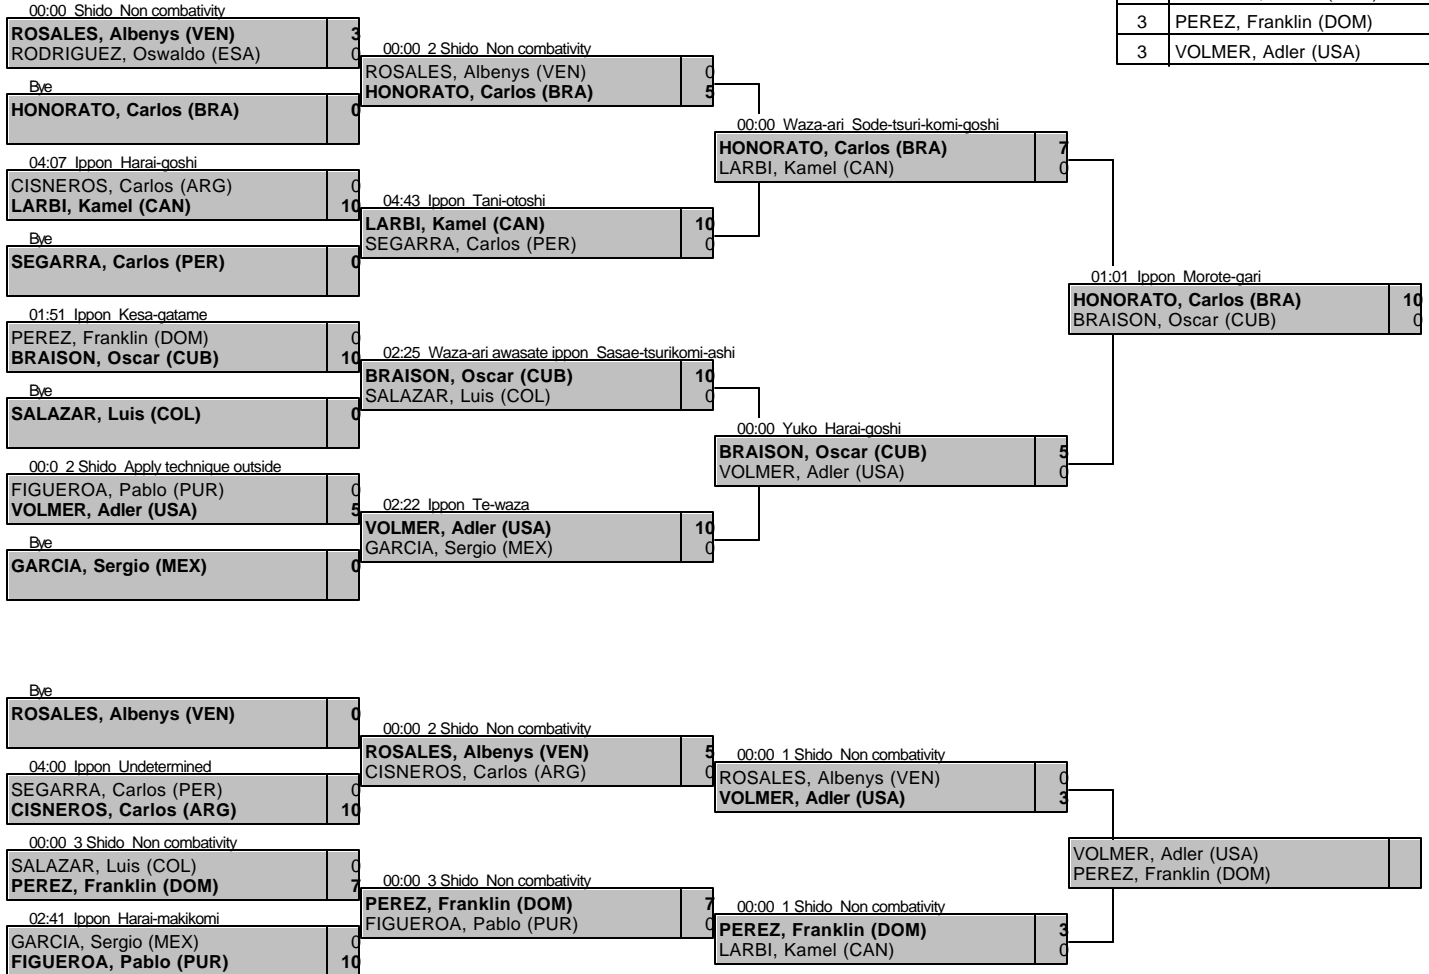 3 PEREZ, Franklin (DOM)
3 VOLMER, Adler (USA)
00:00 Shido Non combativity
ROSALES, Albenys (VEN) 3
RODRIGUEZ, Oswaldo (ESA) 0
Bye
HONORATO, Carlos (BRA) 0
04:07 Ippon Harai-goshi
CISNEROS, Carlos (ARG) 0
LARBI, Kamel (CAN) 10
Bye
SEGARRA, Carlos (PER) 0
01:51 Ippon Kesa-gatame
PEREZ, Franklin (DOM) 0
BRAISON, Oscar (CUB) 10
Bye
SALAZAR, Luis (COL) 0
00:0 2 Shido Apply technique outside
FIGUEROA, Pablo (PUR) 0
VOLMER, Adler (USA) 5
Bye
GARCIA, Sergio (MEX) 0
00:00 2 Shido Non combativity
ROSALES, Albenys (VEN) 0
HONORATO, Carlos (BRA) 5
04:43 Ippon Tani-otoshi
LARBI, Kamel (CAN) 10
SEGARRA, Carlos (PER) 0
02:25 Waza-ari awasate ippon Sasae-tsurikomi-ashi
BRAISON, Oscar (CUB) 10
SALAZAR, Luis (COL) 0
02:22 Ippon Te-waza
VOLMER, Adler (USA) 10
GARCIA, Sergio (MEX) 0
00:00 Waza-ari Sode-tsuri-komi-goshi
HONORATO, Carlos (BRA) 7
LARBI, Kamel (CAN) 0
00:00 Yuko Harai-goshi
BRAISON, Oscar (CUB) 5
VOLMER, Adler (USA) 0
01:01 Ippon Morote-gari
HONORATO, Carlos (BRA) 10
BRAISON, Oscar (CUB) 0
Bye
ROSALES, Albenys (VEN) 0
04:00 Ippon Undetermined
SEGARRA, Carlos (PER) 0
CISNEROS, Carlos (ARG) 10
00:00 3 Shido Non combativity
SALAZAR, Luis (COL) 0
PEREZ, Franklin (DOM) 7
02:41 Ippon Harai-makikomi
GARCIA, Sergio (MEX) 0
FIGUEROA, Pablo (PUR) 10
00:00 2 Shido Non combativity
ROSALES, Albenys (VEN) 5
CISNEROS, Carlos (ARG) 0
00:00 3 Shido Non combativity
PEREZ, Franklin (DOM) 7
FIGUEROA, Pablo (PUR) 0
00:00 1 Shido Non combativity
ROSALES, Albenys (VEN) 0
VOLMER, Adler (USA) 3
00:00 1 Shido Non combativity
PEREZ, Franklin (DOM) 3
LARBI, Kamel (CAN) 0
VOLMER, Adler (USA)
PEREZ, Franklin (DOM)